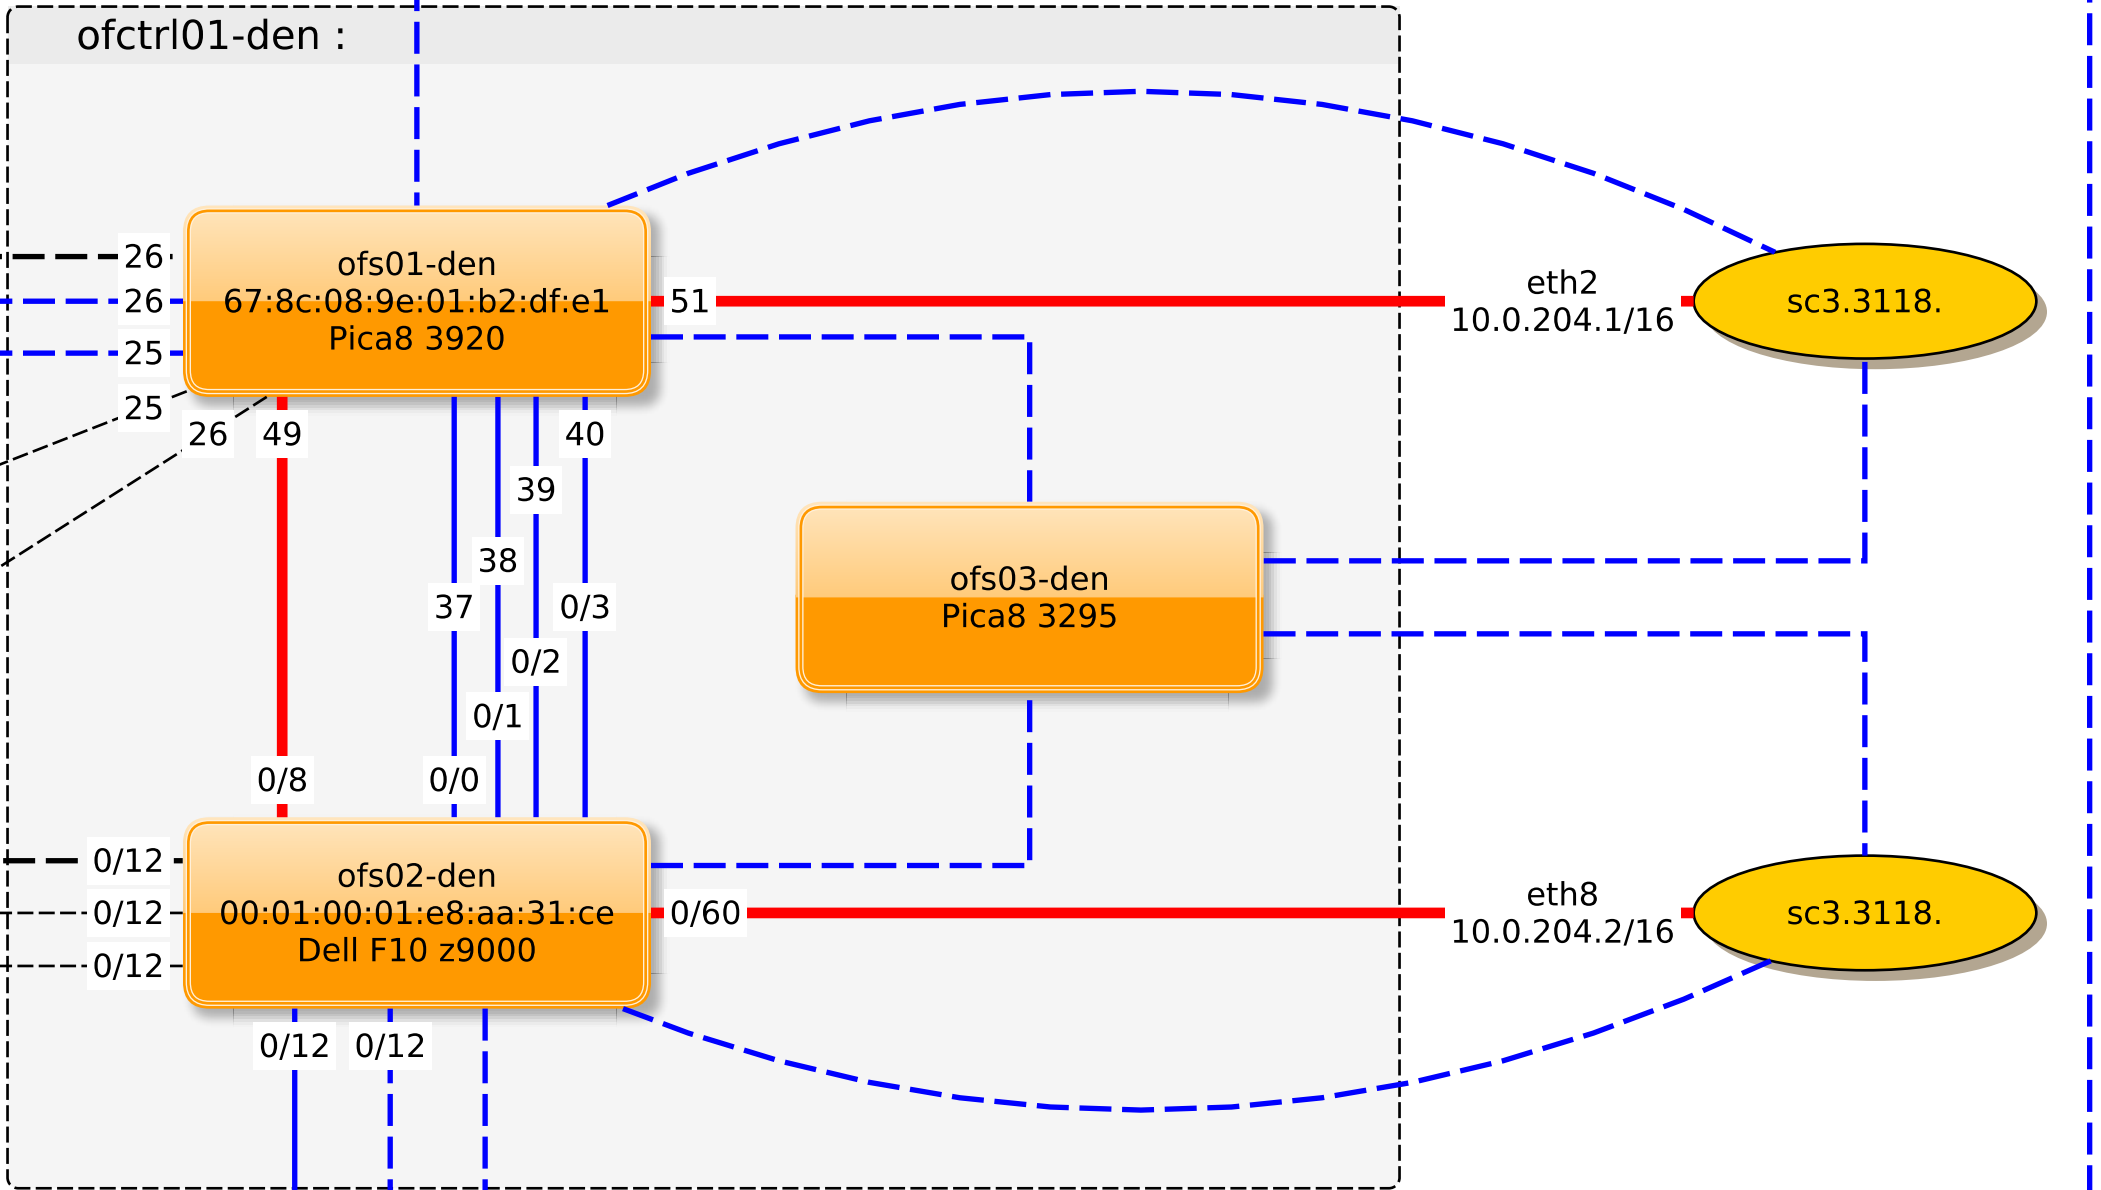 ofctrl01-den :
26
26
25
25
26
49
ofs01-den
67:8c:08:9e:01:b2:df:e1
Pica8 3920
51
eth2
10.0.204.1/16
sc3.3118.
40
39
38
37
0/3
0/2
0/1
0/8
0/0
ofs03-den
Pica8 3295
0/12
0/12
0/12
ofs02-den
00:01:00:01:e8:aa:31:ce
Dell F10 z9000
0/60
eth8
10.0.204.2/16
sc3.3118.
0/12
0/12